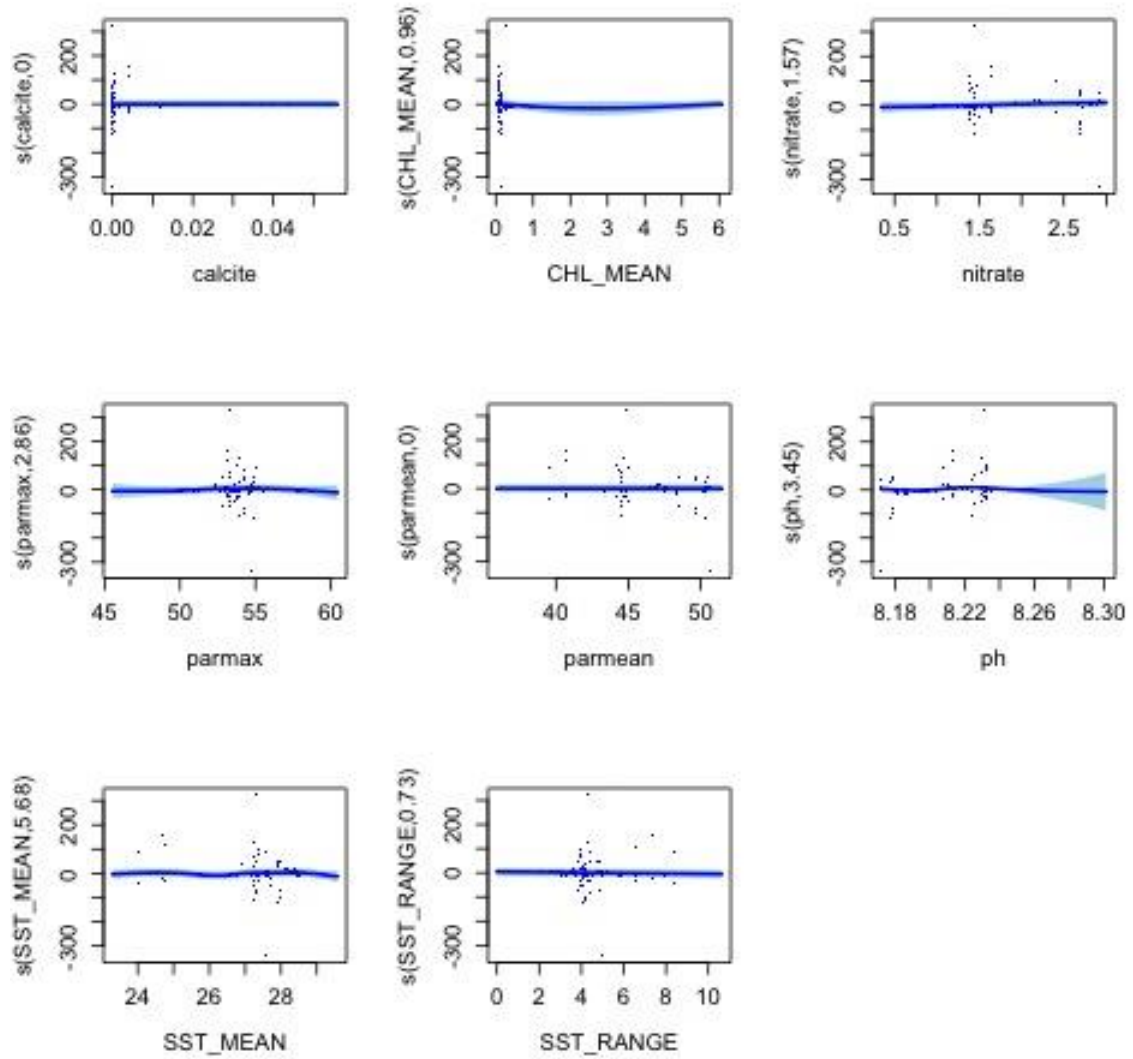 s(calcite,0)
200
0
-300
0.00 0.02 0.04
calcite
s(CHL_MEAN,0.96)
200
0
-300
0 1 2 3 4 5 6
CHL_MEAN
s(nitrate,1.57)
200
0
-300
0.5 1.5 2.5
nitrate
s(parmax,2.86)
200
0
-300
45 50 55 60
parmax
s(parmean,0)
200
0
-300
40 45 50
parmean
s(ph,3.45)
200
0
-300
8.18 8.22 8.26 8.30
ph
s(SST_MEAN,5.68)
200
0
-300
24 26 28
SST_MEAN
s(SST_RANGE,0.73)
200
0
-300
0 2 4 6 8 10
SST_RANGE